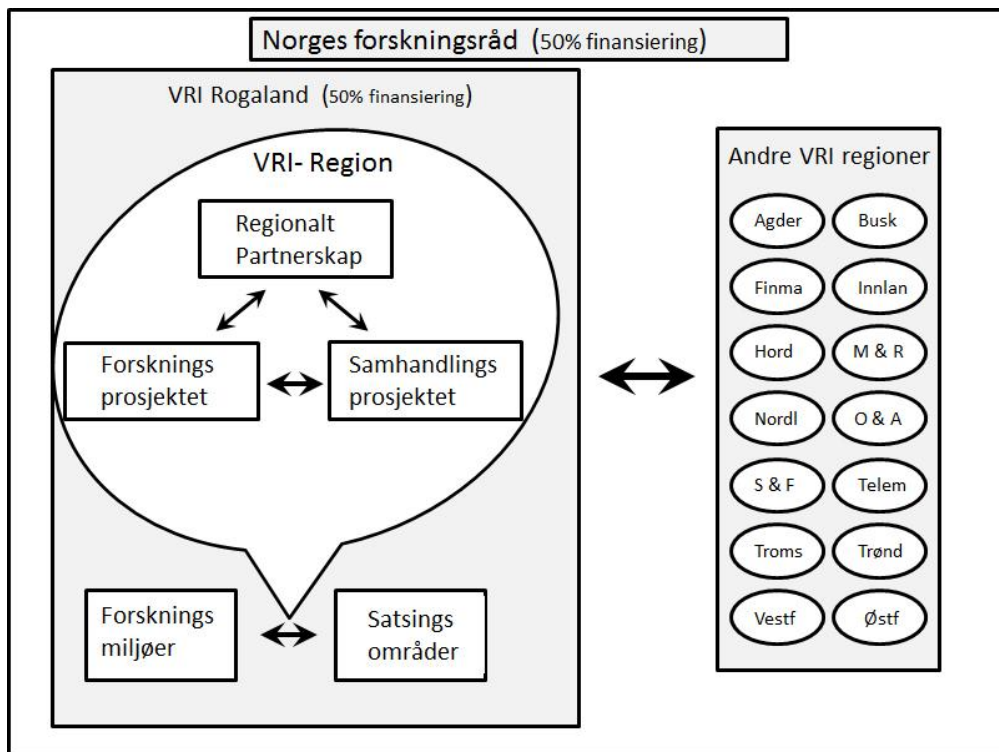 Norges forskningsråd (50% finansiering)
VRI Rogaland (50% finansiering)
VRI- Region
Regionalt
Partnerskap
Forsknings
prosjektet
Samhandlings
prosjektet
Forsknings
miljøer
Satsings
områder
Andre VRI regioner
Agder
Busk
Finma
Innlan
Hord
M & R
Nordl
O & A
S & F
Telem
Troms
Trønd
Vestf
Østf